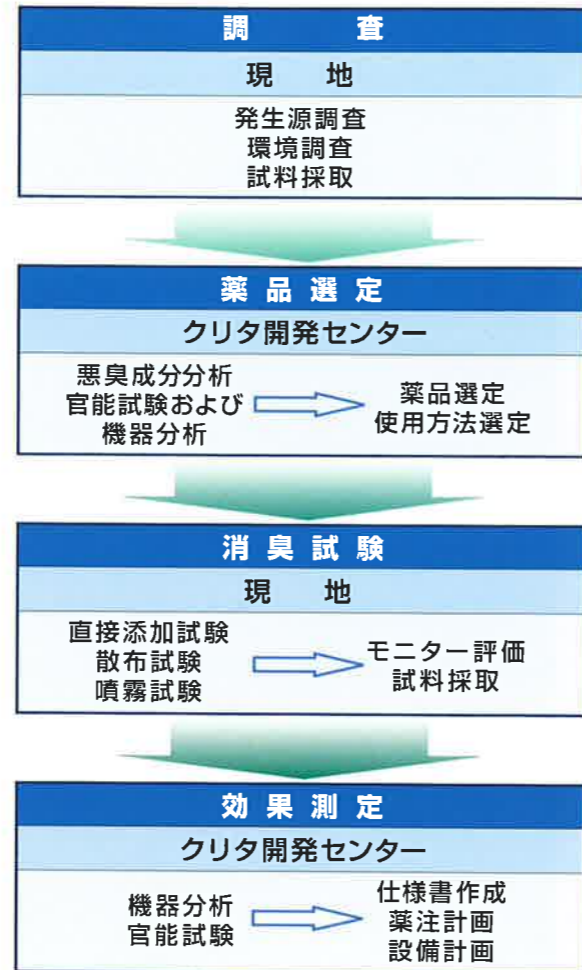 調査
現地
発生源調査
環境調査
試料採取
薬品選定
クリタ開発センター
悪臭成分分析
官能試験および
機器分析
薬品選定
使用方法選定
消臭試験
現地
直接添加試験
散布試験
噴霧試験
モニター評価
試料採取
効果測定
クリタ開発センター
機器分析
官能試験
仕様書作成
薬注計画
設備計画